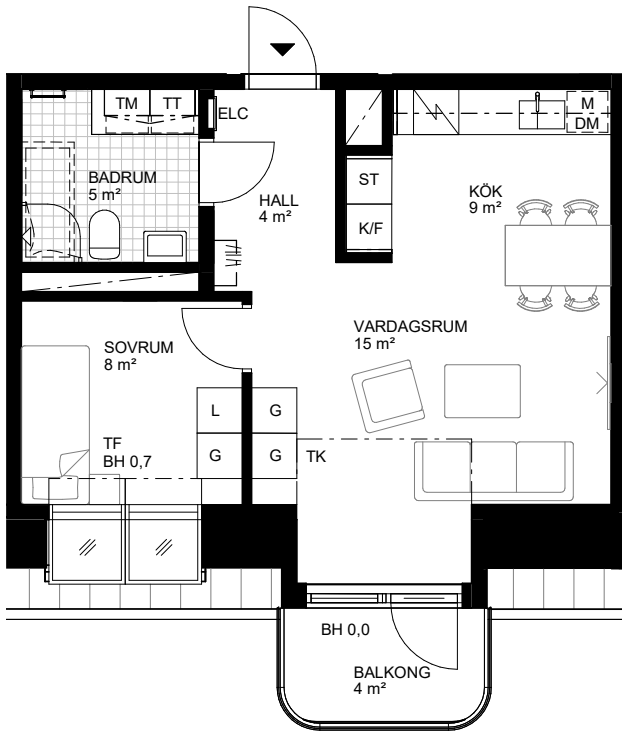 TM
TT
ELC
M
DM
BADRUM
5 m²
ST
KÖK
9 m²
HALL
4 m²
K/F
SOVRUM
8 m²
VARDAGSRUM
15 m²
L
G
TF
BH 0,7
G
G
TK
BH 0,0
BALKONG
4 m²